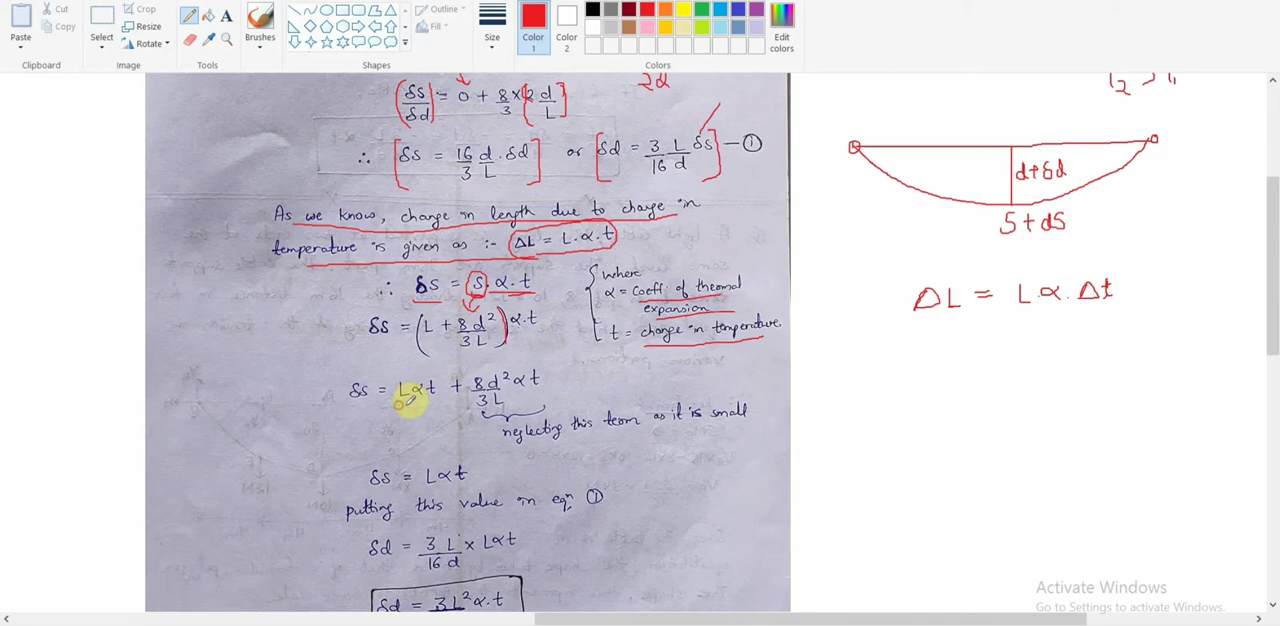 Cut
Copy
Paste
Clipboard
Select
Crop
Resize
Rotate
Image
A
Tools
Brushes
Shapes
Outline
Fill
Size
Color 1
Color 2
Edit colors
Colors
(δs/δd) = 0 + 8/3 × [2 d/L]
2d
∴ [δs = 16/3 d/L . δd] or [δd = 3/16 L/d δs] — ①
As we know, change in length due to change in
temperature is given as :- ΔL = L.α.t
∴ δs = s . α . t
{ where
α = coeff. of thermal
expansion
t = change in temperature
δs = (L + 8d²/3L) α.t
δs = Lαt + 8d²αt/3L
neglecting this term as it is small
δs = Lαt
putting this value in eqn ①
δd = 3L/16d × Lαt
δd = 3L²α.t
d+δd
S+dS
ΔL = L.α.Δt
Activate Windows
Go to Settings to activate Windows.